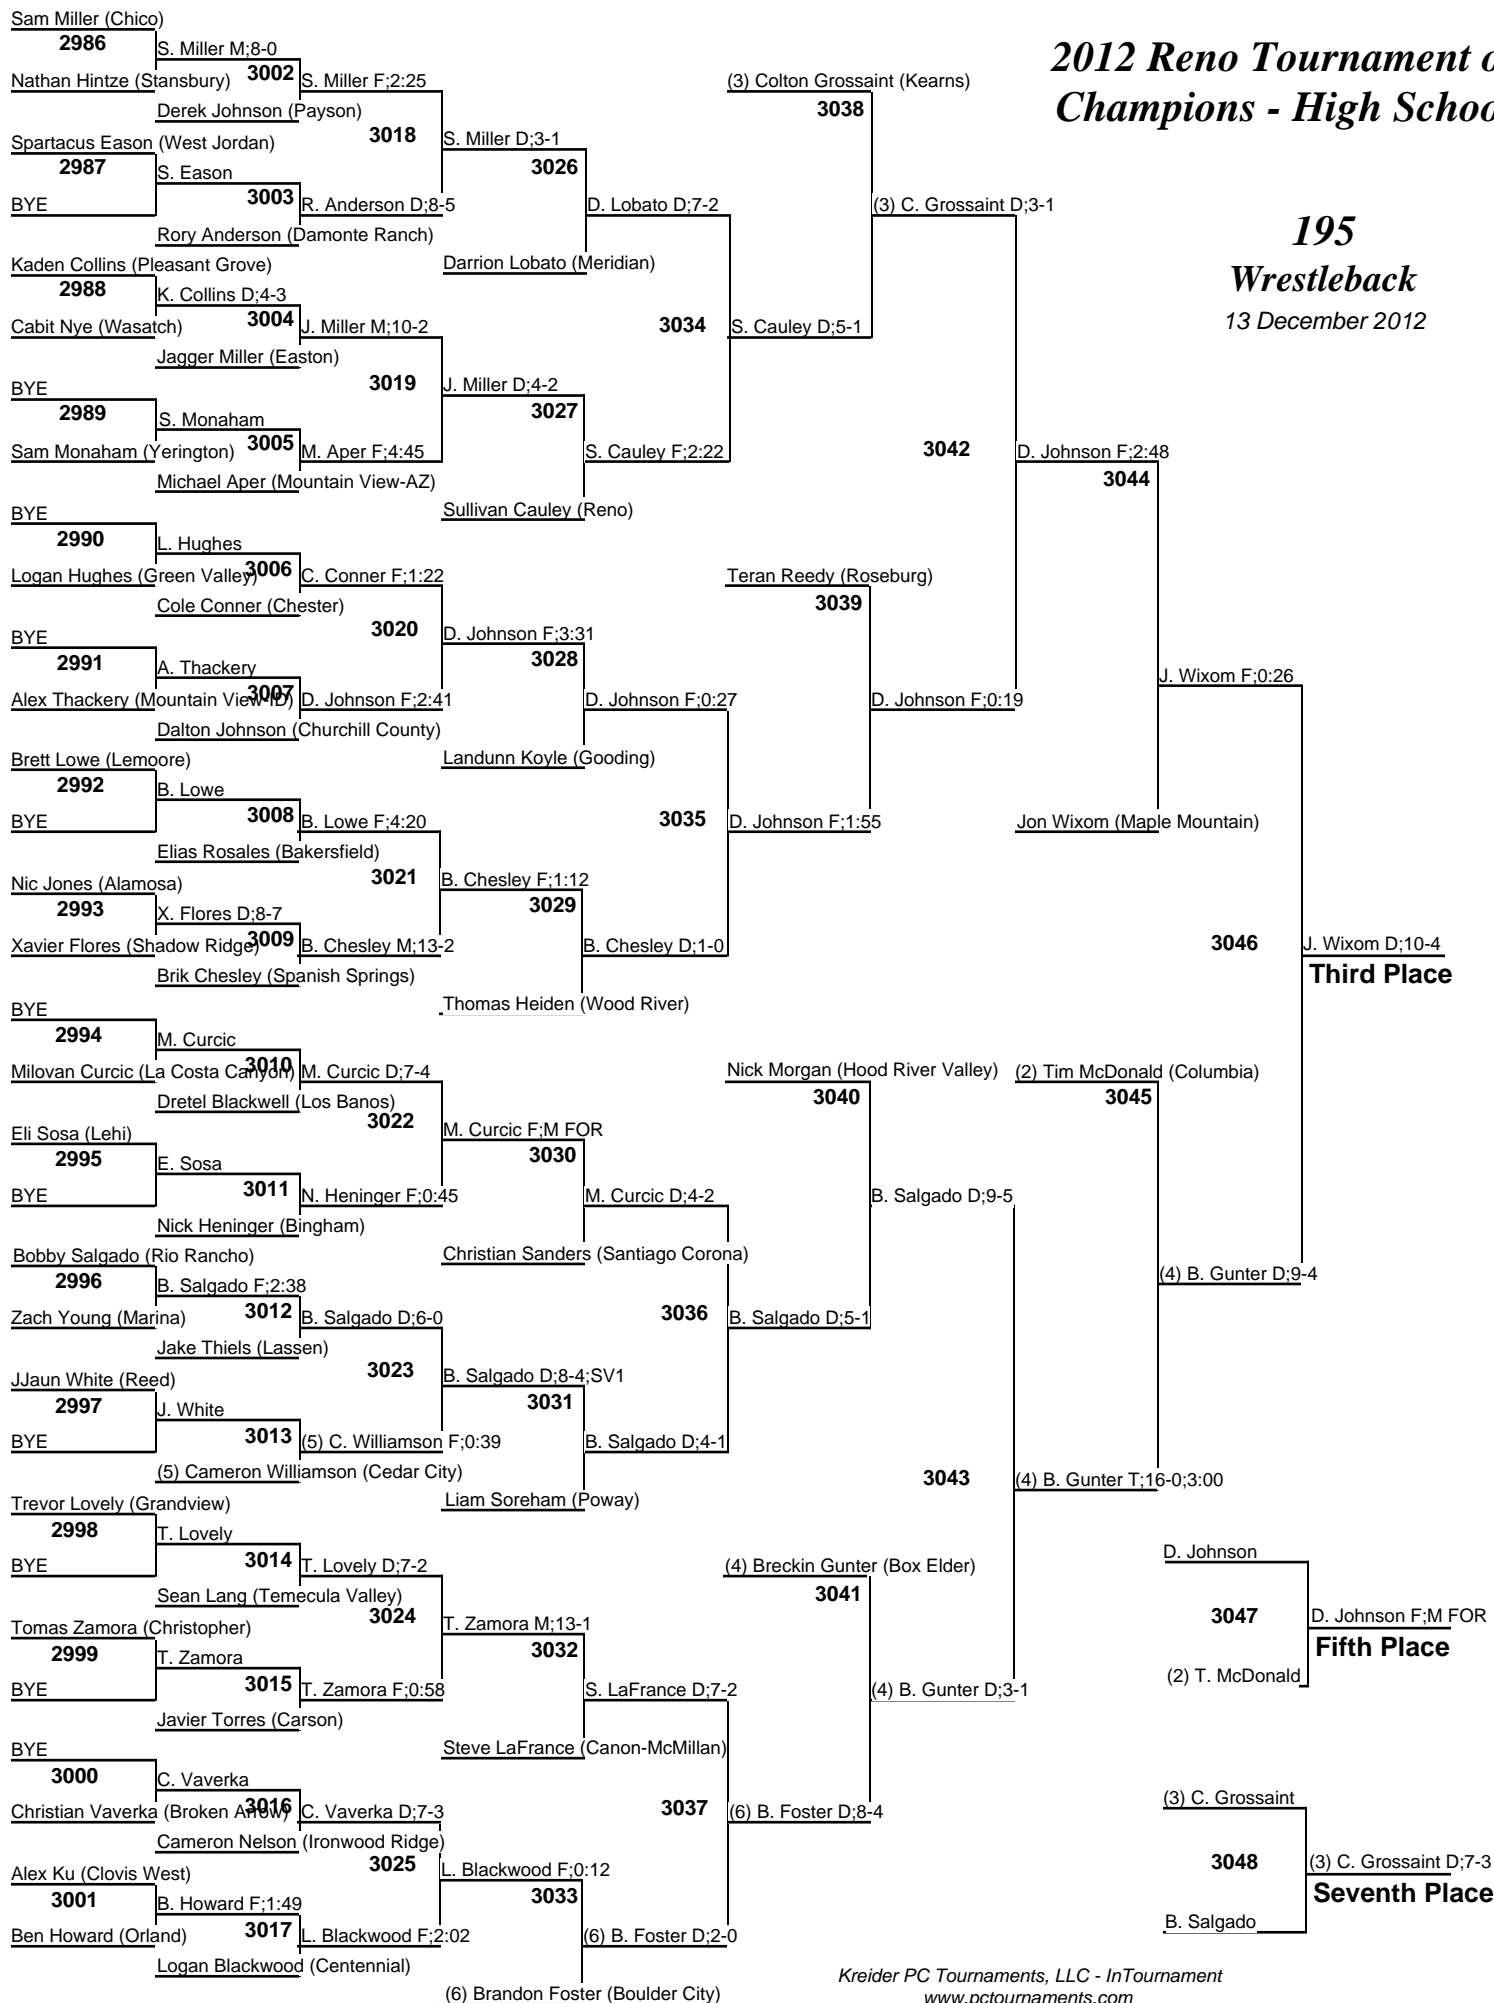 2012 Reno Tournament o
Champions - High Schoo
195
Wrestleback
13 December 2012
Sam Miller (Chico)
2986
S. Miller M;8-0
Nathan Hintze (Stansbury)
3002
S. Miller F;2:25
Derek Johnson (Payson)
3018
S. Miller D;3-1
Spartacus Eason (West Jordan)
2987
S. Eason
BYE
3003
R. Anderson D;8-5
Rory Anderson (Damonte Ranch)
3026
D. Lobato D;7-2
Darrion Lobato (Meridian)
Kaden Collins (Pleasant Grove)
2988
K. Collins D;4-3
Cabit Nye (Wasatch)
3004
J. Miller M;10-2
Jagger Miller (Easton)
3019
J. Miller D;4-2
BYE
2989
S. Monaham
Sam Monaham (Yerington)
3005
M. Aper F;4:45
Michael Aper (Mountain View-AZ)
3027
S. Cauley F;2:22
Sullivan Cauley (Reno)
3034
S. Cauley D;5-1
(3) Colton Grossaint (Kearns)
3038
(3) C. Grossaint D;3-1
BYE
2990
L. Hughes
Logan Hughes (Green Valley)
3006
C. Conner F;1:22
Cole Conner (Chester)
3020
D. Johnson F;3:31
BYE
2991
A. Thackery
Alex Thackery (Mountain View-ID)
3007
D. Johnson F;2:41
Dalton Johnson (Churchill County)
3028
D. Johnson F;0:27
Landunn Koyle (Gooding)
Brett Lowe (Lemoore)
2992
B. Lowe
BYE
3008
B. Lowe F;4:20
Elias Rosales (Bakersfield)
3021
B. Chesley F;1:12
Nic Jones (Alamosa)
2993
X. Flores D;8-7
Xavier Flores (Shadow Ridge)
3009
B. Chesley M;13-2
Brik Chesley (Spanish Springs)
3029
B. Chesley D;1-0
Thomas Heiden (Wood River)
3035
D. Johnson F;1:55
Teran Reedy (Roseburg)
3039
D. Johnson F;0:19
3042
D. Johnson F;2:48
3044
J. Wixom F;0:26
Jon Wixom (Maple Mountain)
3046
J. Wixom D;10-4
Third Place
BYE
2994
M. Curcic
Milovan Curcic (La Costa Canyon)
3010
M. Curcic D;7-4
Dretel Blackwell (Los Banos)
3022
M. Curcic F;M FOR
Eli Sosa (Lehi)
2995
E. Sosa
BYE
3011
N. Heninger F;0:45
Nick Heninger (Bingham)
3030
M. Curcic D;4-2
Christian Sanders (Santiago Corona)
Bobby Salgado (Rio Rancho)
2996
B. Salgado F;2:38
Zach Young (Marina)
3012
B. Salgado D;6-0
Jake Thiels (Lassen)
3023
B. Salgado D;8-4;SV1
JJaun White (Reed)
2997
J. White
BYE
3013
(5) C. Williamson F;0:39
(5) Cameron Williamson (Cedar City)
3031
B. Salgado D;4-1
Liam Soreham (Poway)
3036
B. Salgado D;5-1
Nick Morgan (Hood River Valley)
3040
B. Salgado D;9-5
(2) Tim McDonald (Columbia)
3045
(4) B. Gunter D;9-4
Trevor Lovely (Grandview)
2998
T. Lovely
BYE
3014
T. Lovely D;7-2
Sean Lang (Temecula Valley)
3024
T. Zamora M;13-1
Tomas Zamora (Christopher)
2999
T. Zamora
BYE
3015
T. Zamora F;0:58
Javier Torres (Carson)
3032
S. LaFrance D;7-2
Steve LaFrance (Canon-McMillan)
BYE
3000
C. Vaverka
Christian Vaverka (Broken Arrow)
3016
C. Vaverka D;7-3
Cameron Nelson (Ironwood Ridge)
3025
L. Blackwood F;0:12
Alex Ku (Clovis West)
3001
B. Howard F;1:49
Ben Howard (Orland)
3017
L. Blackwood F;2:02
Logan Blackwood (Centennial)
3033
(6) B. Foster D;2-0
(6) Brandon Foster (Boulder City)
3037
(6) B. Foster D;8-4
(4) Breckin Gunter (Box Elder)
3041
(4) B. Gunter D;3-1
3043
(4) B. Gunter T;16-0;3:00
D. Johnson
3047
D. Johnson F;M FOR
Fifth Place
(2) T. McDonald
(3) C. Grossaint
3048
(3) C. Grossaint D;7-3
Seventh Place
B. Salgado
Kreider PC Tournaments, LLC - InTournament
www.pctournaments.com